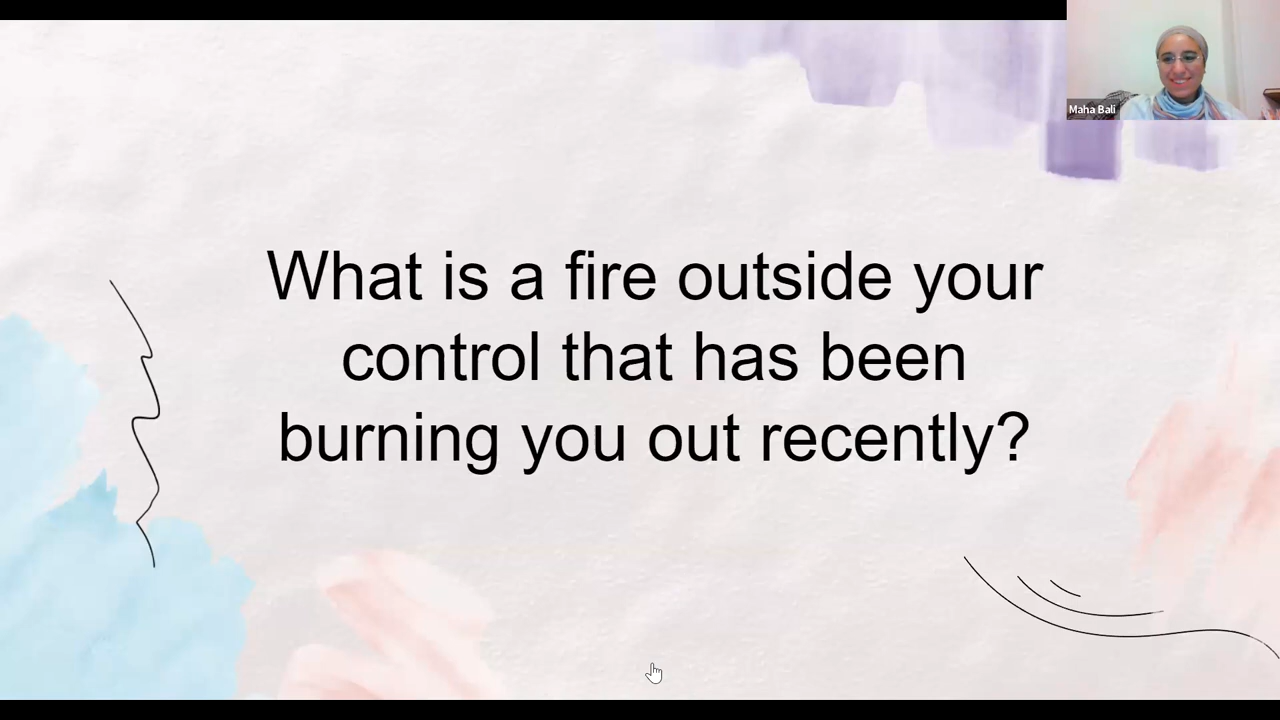 Maha Bali
What is a fire outside your
control that has been
burning you out recently?